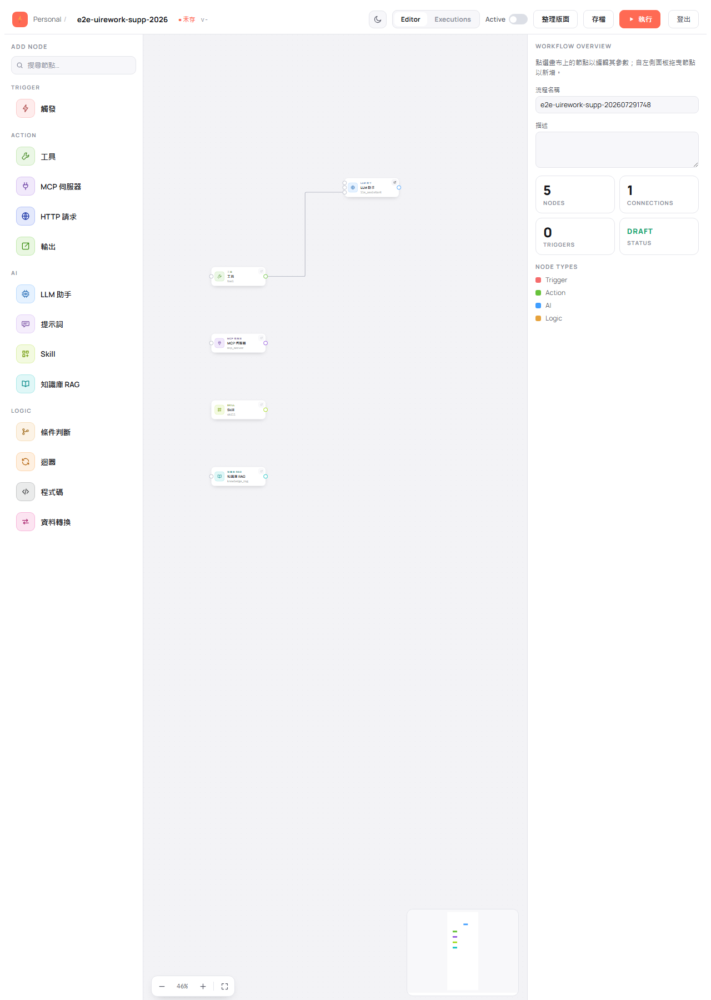 Personal /
e2e-uirework-supp-2026
未存
v -
Editor
Executions
Active
整理版面
存檔
執行
登出
ADD NODE
搜尋節點...
TRIGGER
觸發
ACTION
工具
MCP 伺服器
HTTP 請求
輸出
AI
LLM 助手
提示詞
Skill
知識庫 RAG
LOGIC
條件判斷
迴圈
程式碼
資料轉換
LLM 助手
LLM 助手
llm_assistant
工具
工具
tool
MCP 伺服器
MCP 伺服器
mcp_server
SKILL
Skill
skill
知識庫 RAG
知識庫 RAG
knowledge_rag
46%
WORKFLOW OVERVIEW
點選畫布上的節點以編輯其參數；自左側面板拖曳節點
以新增。
流程名稱
e2e-uirework-supp-202607291748
描述
5
NODES
1
CONNECTIONS
0
TRIGGERS
DRAFT
STATUS
NODE TYPES
Trigger
Action
AI
Logic